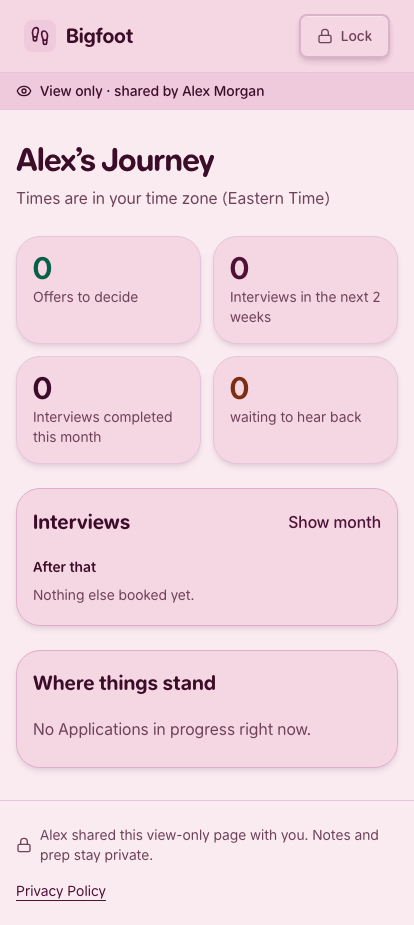 Bigfoot
Lock
View only · shared by Alex Morgan
Alex’s Journey
Times are in your time zone (Eastern Time)
0
Offers to decide
0
Interviews in the next 2
weeks
0
Interviews completed
this month
0
waiting to hear back
Interviews
Show month
After that
Nothing else booked yet.
Where things stand
No Applications in progress right now.
Alex shared this view-only page with you. Notes and
prep stay private.
Privacy Policy